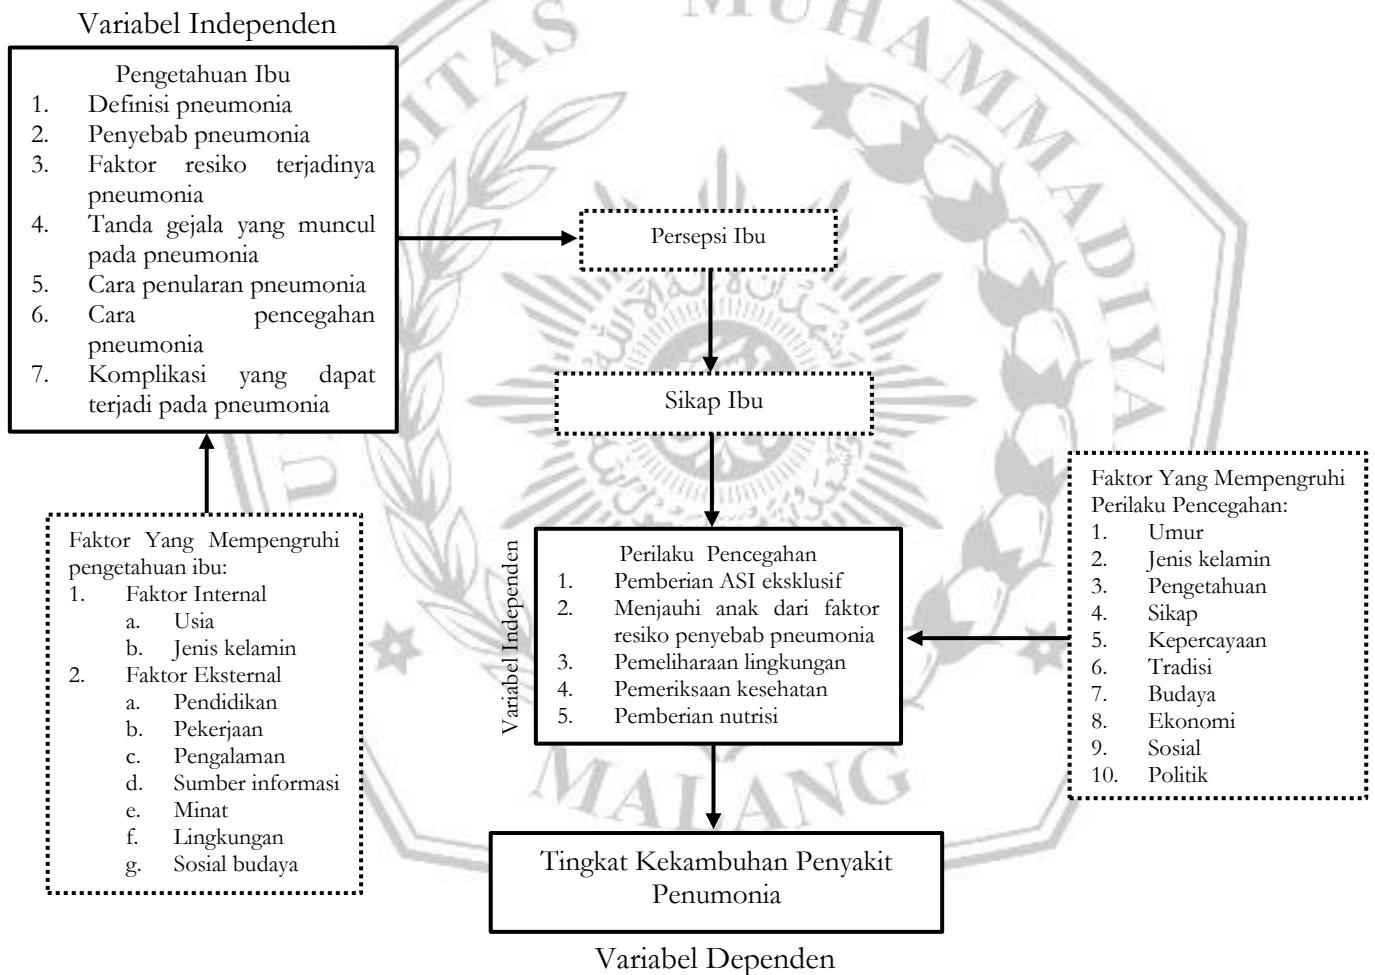 Variabel Independen
Pengetahuan Ibu
1. Definisi pneumonia
2. Penyebab pneumonia
3. Faktor resiko terjadinya
pneumonia
4. Tanda gejala yang muncul
pada pneumonia
5. Cara penularan pneumonia
6. Cara pencegahan
pneumonia
7. Komplikasi yang dapat
terjadi pada pneumonia
Persepsi Ibu
Sikap Ibu
Faktor Yang Mempengruhi
pengetahuan ibu:
1. Faktor Internal
a. Usia
b. Jenis kelamin
2. Faktor Eksternal
a. Pendidikan
b. Pekerjaan
c. Pengalaman
d. Sumber informasi
e. Minat
f. Lingkungan
g. Sosial budaya
Variabel Independen
Perilaku Pencegahan
1. Pemberian ASI eksklusif
2. Menjauhi anak dari faktor
resiko penyebab pneumonia
3. Pemeliharaan lingkungan
4. Pemeriksaan kesehatan
5. Pemberian nutrisi
Faktor Yang Mempengruhi
Perilaku Pencegahan:
1. Umur
2. Jenis kelamin
3. Pengetahuan
4. Sikap
5. Kepercayaan
6. Tradisi
7. Budaya
8. Ekonomi
9. Sosial
10. Politik
Tingkat Kekambuhan Penyakit
Penumonia
Variabel Dependen
MUHAMMADIYA
MALANG